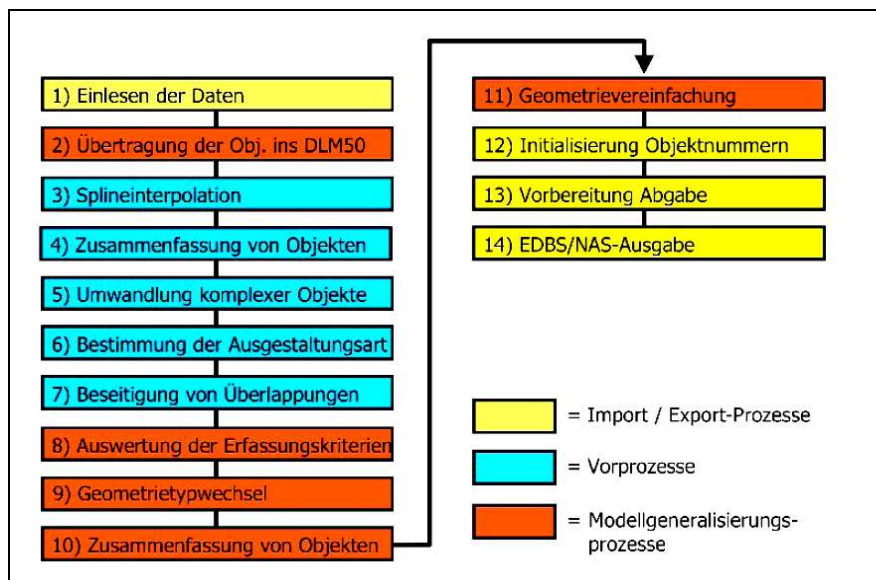 1) Einlesen der Daten
2) Übertragung der Obj. ins DLM50
3) Splineinterpolation
4) Zusammenfassung von Objekten
5) Umwandlung komplexer Objekte
6) Bestimmung der Ausgestaltungsart
7) Beseitigung von Überlappungen
8) Auswertung der Erfassungskriterien
9) Geometrietypwechsel
10) Zusammenfassung von Objekten
11) Geometrievereinfachung
12) Initialisierung Objektnummern
13) Vorbereitung Abgabe
14) EDBS/NAS-Ausgabe
= Import / Export-Prozesse
= Vorprozesse
= Modellgeneralisierungs-
prozesse